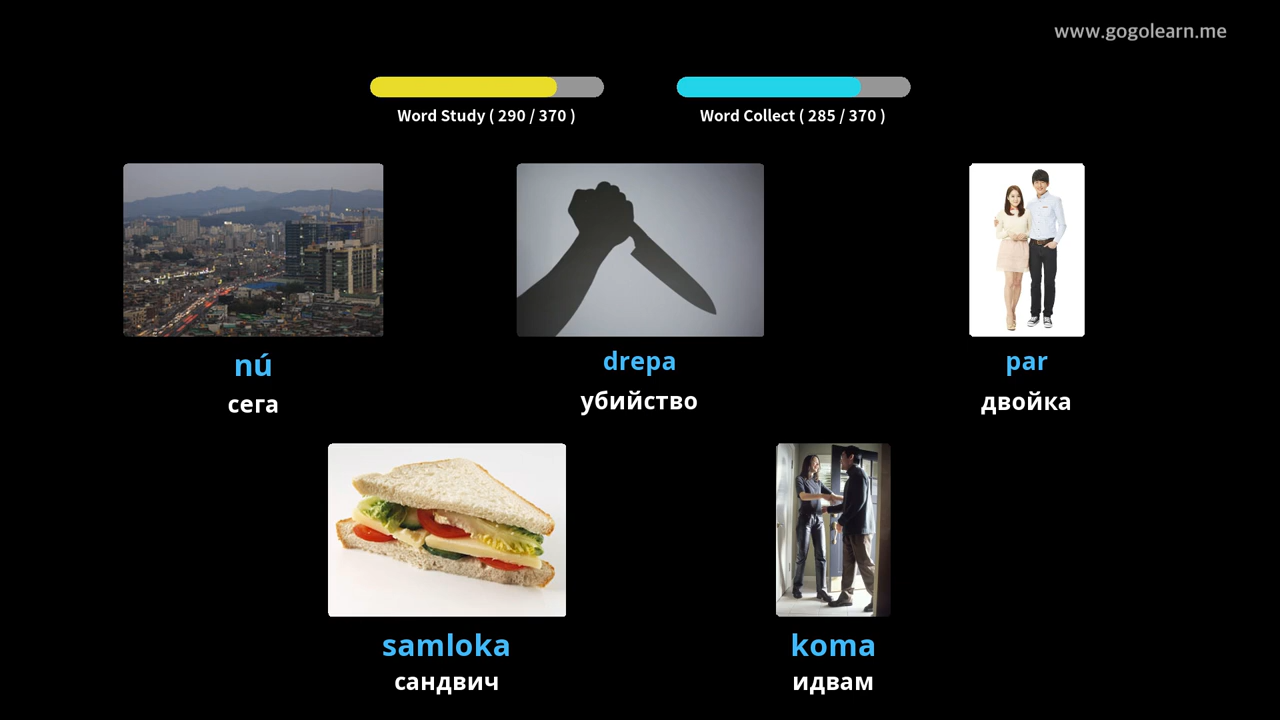 www.gogolearn.me
Word Study ( 290 / 370 )
Word Collect ( 285 / 370 )
nú
сега
drepa
убийство
par
двойка
samloka
сандвич
koma
идвам